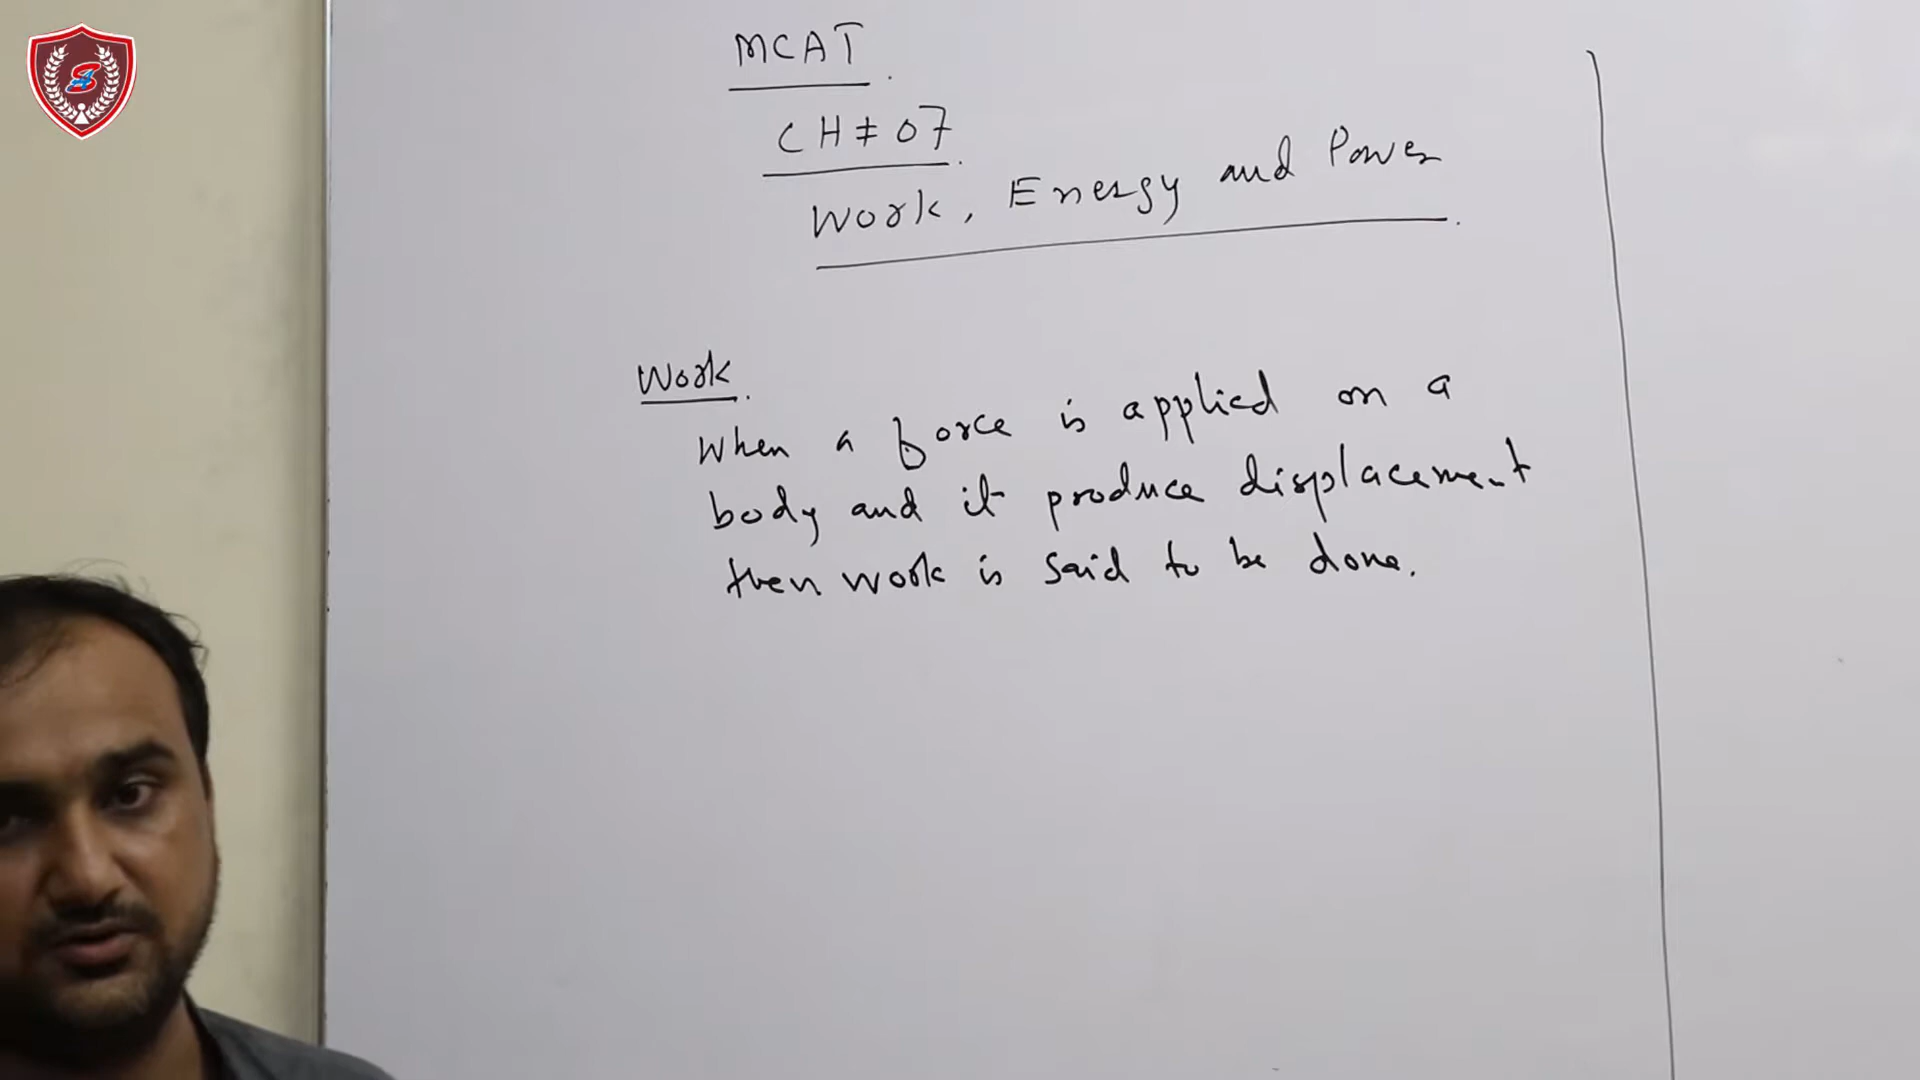 MCAT.
CH # 07.
Work, Energy and Power.
Work.
When a force is applied on a
body and it produce displacement
then work is said to be done.